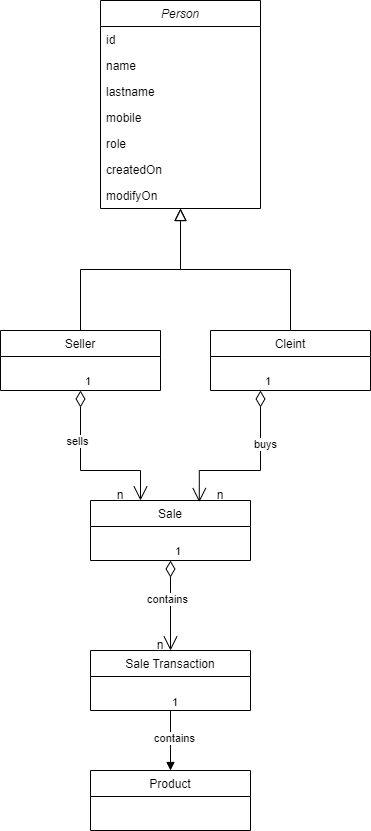 Person
id
name
lastname
mobile
role
createdOn
modifyOn
Seller
1
Cleint
1
sells
buys
n
n
Sale
1
contains
n
Sale Transaction
1
contains
Product